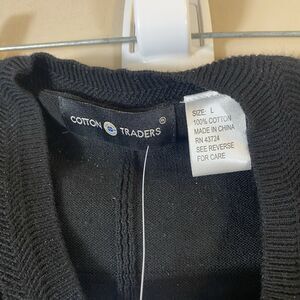 COTTON TRADERS ®
SIZE: L
100% COTTON
MADE IN CHINA
RN 43724
SEE REVERSE
FOR CARE